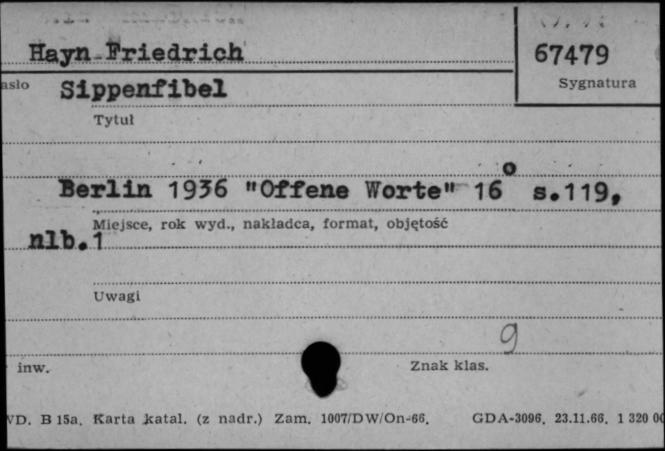 Hayn Friedrich
67479
asło Sippenfibel
Sygnatura
Tytuł
Berlin 1936 "Offene Worte" 16° s.119,
Miejsce, rok wyd., nakładca, format, objętość
nlb.1
Uwagi
9
inw.
Znak klas.
WD. B 15a. Karta katal. (z nadr.) Zam. 1007/DW/On-66. GDA-3096. 23.11.66. 1 320 00